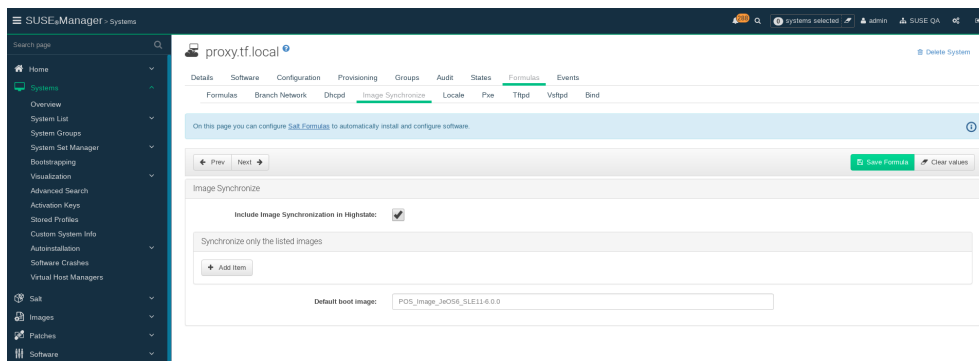 SUSE®Manager > Systems
280
0 systems selected
admin
SUSE QA
Search page
Home
Systems
Overview
System List
System Groups
System Set Manager
Bootstrapping
Visualization
Advanced Search
Activation Keys
Stored Profiles
Custom System Info
Autoinstallation
Software Crashes
Virtual Host Managers
Salt
Images
Patches
Software
proxy.tf.local ?
Delete System
Details Software Configuration Provisioning Groups Audit States Formulas Events
Formulas Branch Network Dhcpd Image Synchronize Locale Pxe Tftpd Vsftpd Bind
On this page you can configure Salt Formulas to automatically install and configure software.
Prev Next
Save Formula Clear values
Image Synchronize
Include Image Synchronization in Highstate:
Synchronize only the listed images
+ Add Item
Default boot image: POS_Image_JeOS6_SLE11-6.0.0